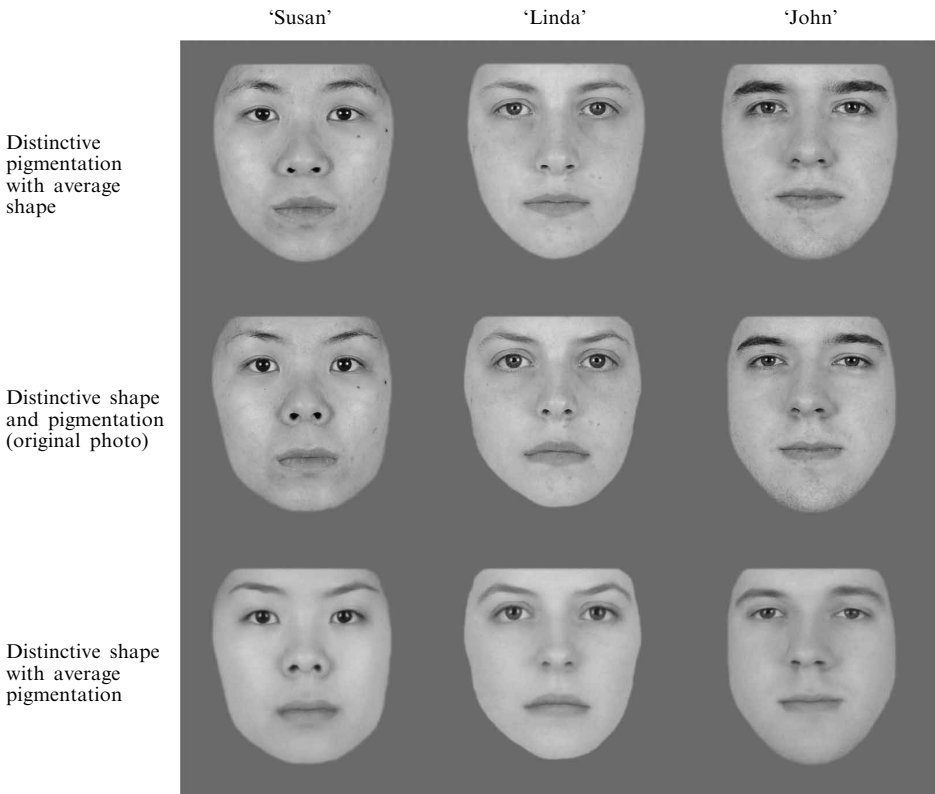 ‘Susan’
‘Linda’
‘John’
Distinctive
pigmentation
with average
shape
Distinctive shape
and pigmentation
(original photo)
Distinctive shape
with average
pigmentation